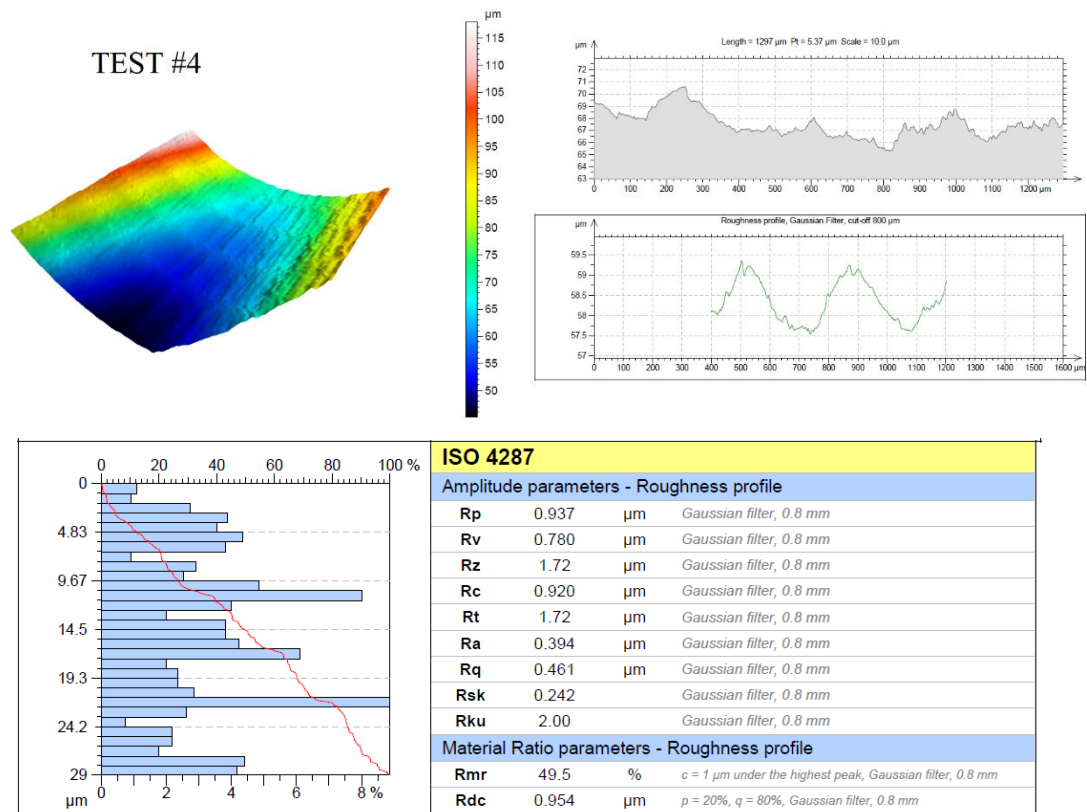 TEST #4
µm
115
110
105
100
95
90
85
80
75
70
65
60
55
50
Length = 1297 µm Pt = 5.37 µm Scale = 10.0 µm
µm
72
71
70
69
68
67
66
65
64
63
0 100 200 300 400 500 600 700 800 900 1000 1100 1200 µm
Roughness profile, Gaussian Filter, cut-off 800 µm
µm
59.5
59
58.5
58
57.5
57
0 100 200 300 400 500 600 700 800 900 1000 1100 1200 1300 1400 1600 µm
0 20 40 60 80 100 %
0
4.83
9.67
14.5
19.3
24.2
29
µm
0 2 4 6 8 %
ISO 4287
Amplitude parameters - Roughness profile
Rp 0.937 µm Gaussian filter, 0.8 mm
Rv 0.780 µm Gaussian filter, 0.8 mm
Rz 1.72 µm Gaussian filter, 0.8 mm
Rc 0.920 µm Gaussian filter, 0.8 mm
Rt 1.72 µm Gaussian filter, 0.8 mm
Ra 0.394 µm Gaussian filter, 0.8 mm
Rq 0.461 µm Gaussian filter, 0.8 mm
Rsk 0.242 Gaussian filter, 0.8 mm
Rku 2.00 Gaussian filter, 0.8 mm
Material Ratio parameters - Roughness profile
Rmr 49.5 % c = 1 µm under the highest peak, Gaussian filter, 0.8 mm
Rdc 0.954 µm p = 20%, q = 80%, Gaussian filter, 0.8 mm